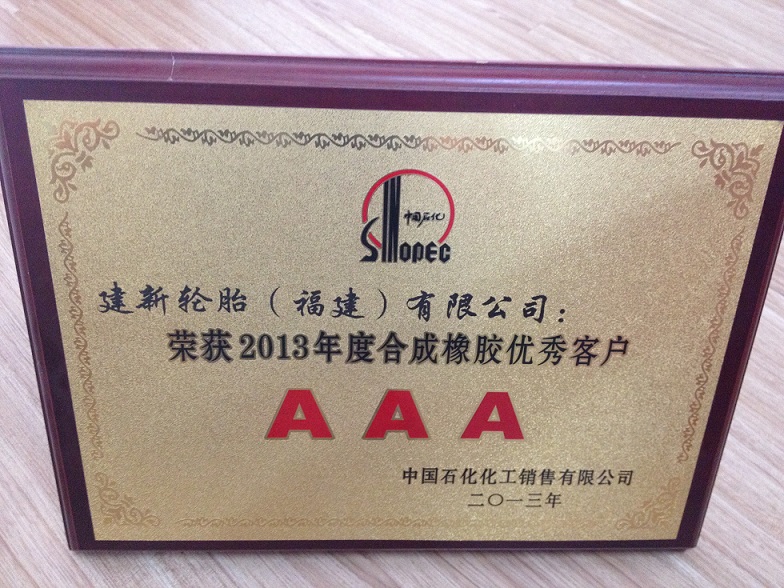 中国石化
SINOPEC
建新轮胎（福建）有限公司：
荣获2013年度合成橡胶优秀客户
AAA
中国石化化工销售有限公司
二〇一三年